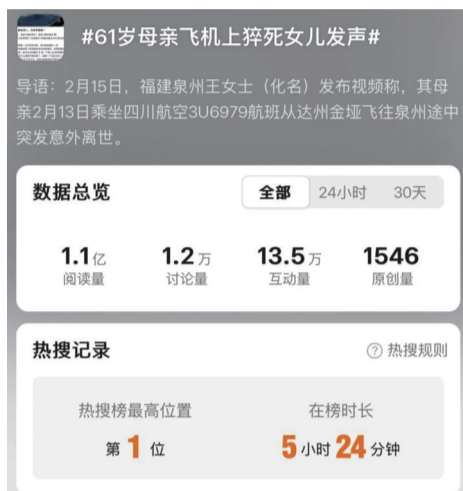 #61岁母亲飞机上猝死女儿发声#
导语：2月15日，福建泉州王女士（化名）发布视频称，其母
亲2月13日乘坐四川航空3U6979航班从达州金垭飞往泉州途中
突发意外离世。
数据总览 全部 24小时 30天
1.1亿 1.2万 13.5万 1546
阅读量 讨论量 互动量 原创量
热搜记录 ? 热搜规则
热搜榜最高位置 在榜时长
第 1 位 5 小时 24 分钟